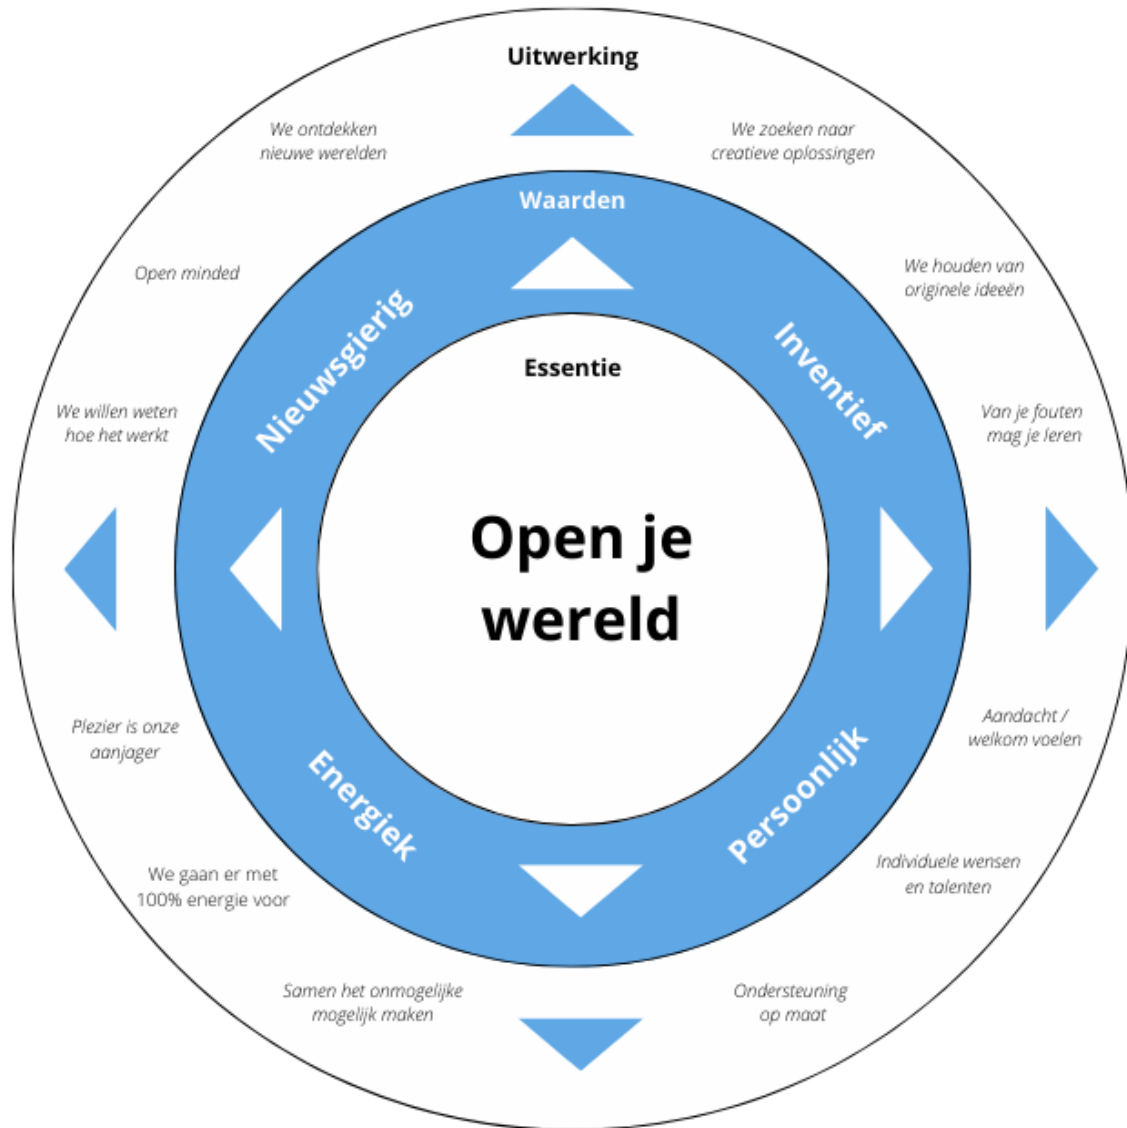 Uitwerking
We ontdekken
nieuwe werelden
We zoeken naar
creatieve oplossingen
Waarden
Open minded
We houden van
originele ideeën
Nieuwsgierig
Inventief
Essentie
We willen weten
hoe het werkt
Van je fouten
mag je leren
Open je
wereld
Plezier is onze
aanjager
Aandacht /
welkom voelen
Energiek
Persoonlijk
We gaan er met
100% energie voor
Individuele wensen
en talenten
Samen het onmogelijke
mogelijk maken
Ondersteuning
op maat